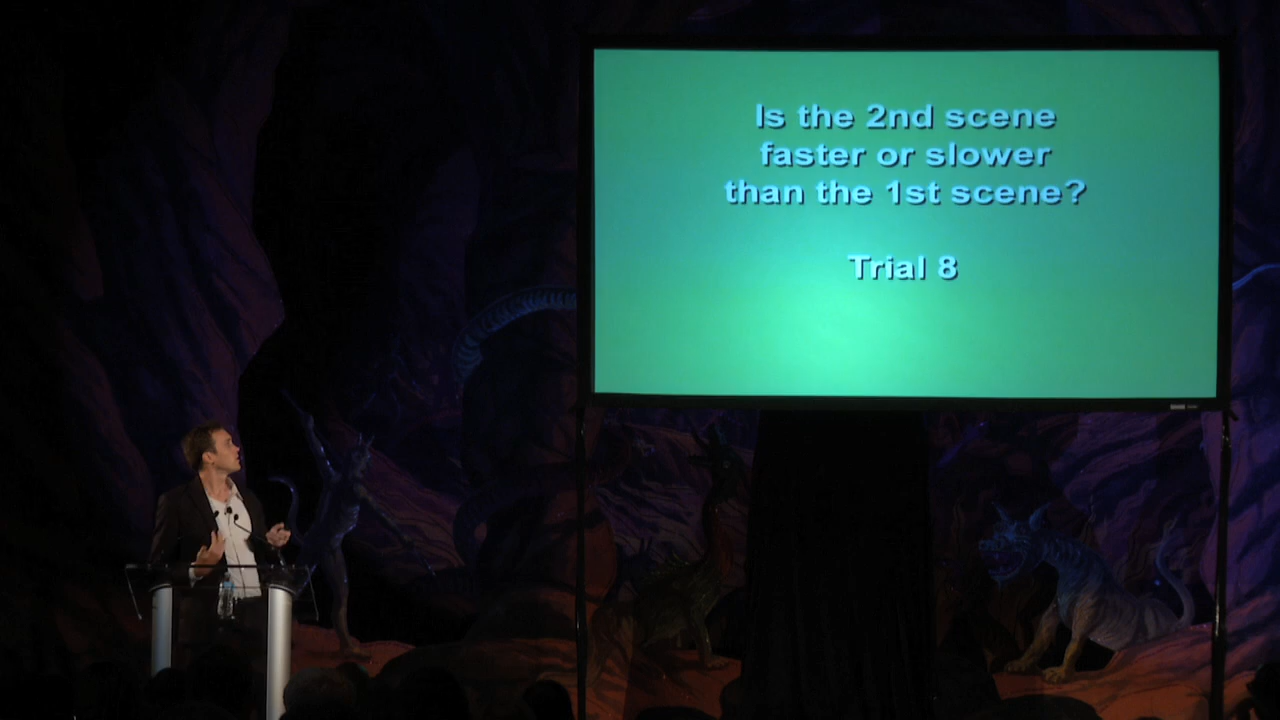 Is the 2nd scene
faster or slower
than the 1st scene?
Trial 8